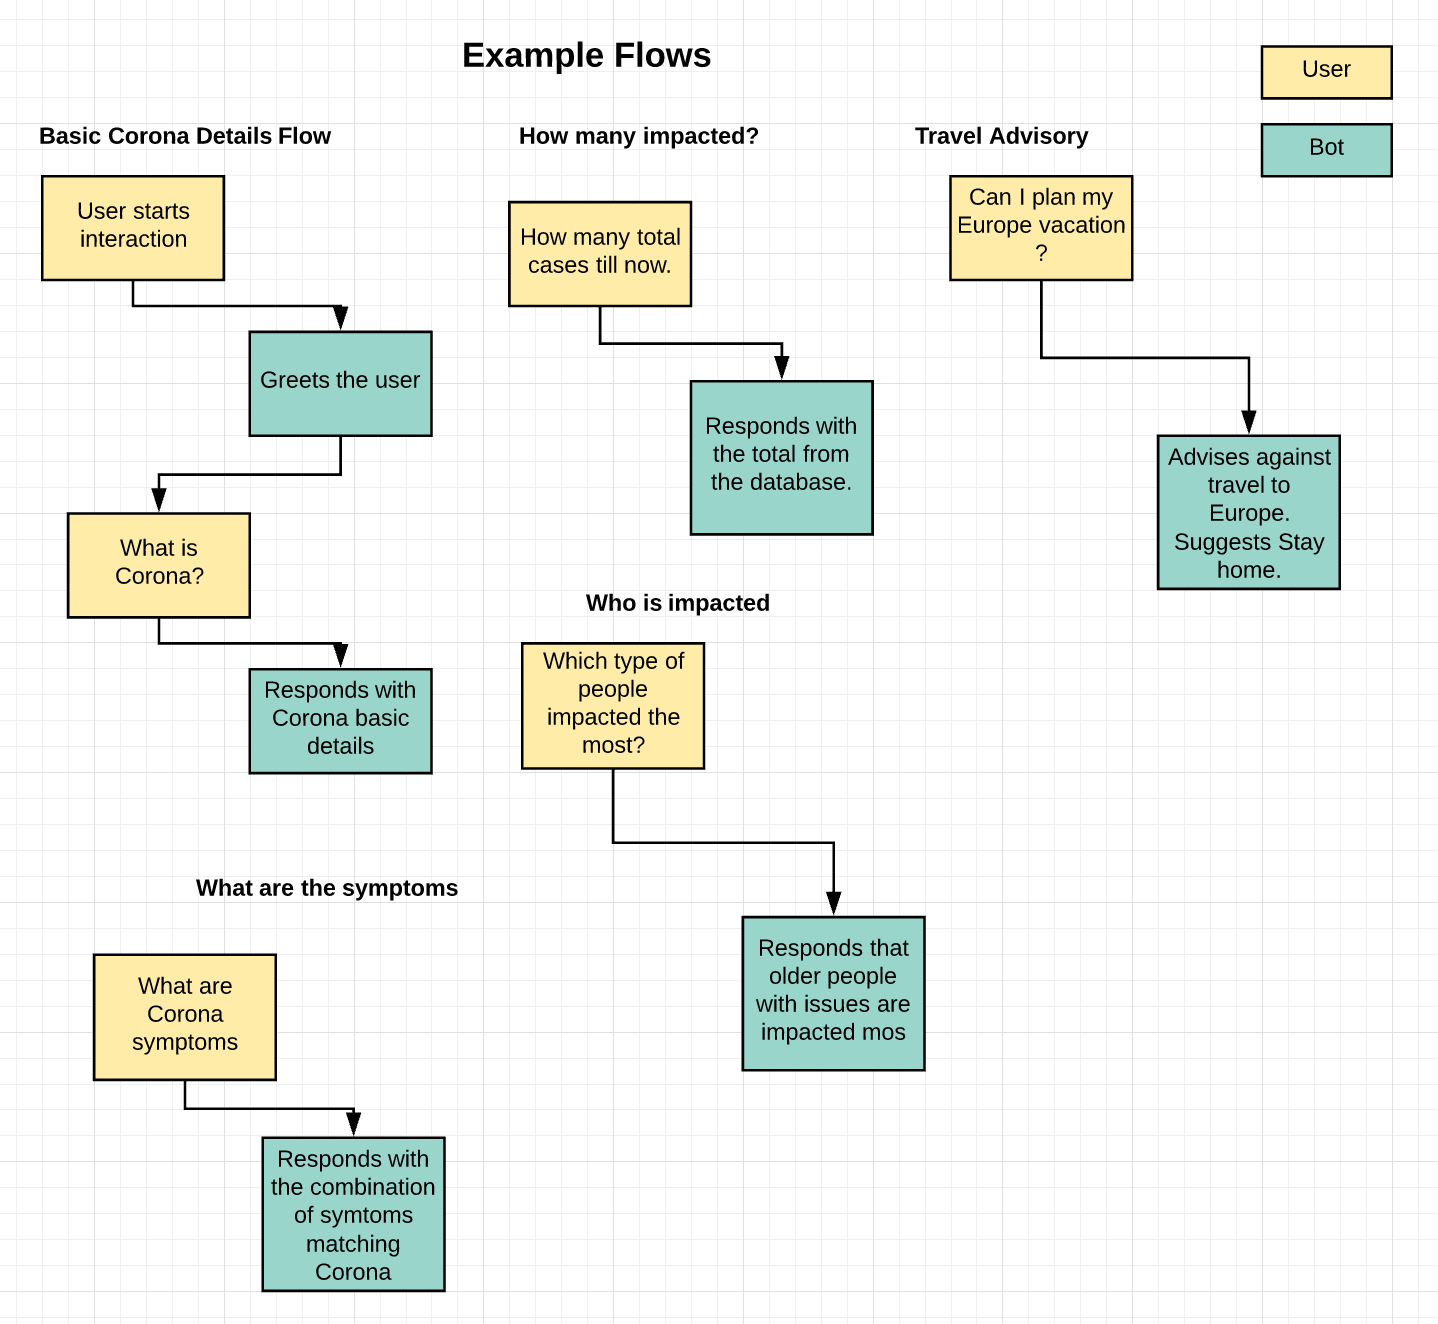 Example Flows
User
Bot
Basic Corona Details Flow
User starts
interaction
Greets the user
What is
Corona?
Responds with
Corona basic
details
How many impacted?
How many total
cases till now.
Responds with
the total from
the database.
Travel Advisory
Can I plan my
Europe vacation
?
Advises against
travel to
Europe.
Suggests Stay
home.
Who is impacted
Which type of
people
impacted the
most?
Responds that
older people
with issues are
impacted mos
What are the symptoms
What are
Corona
symptoms
Responds with
the combination
of symtoms
matching
Corona